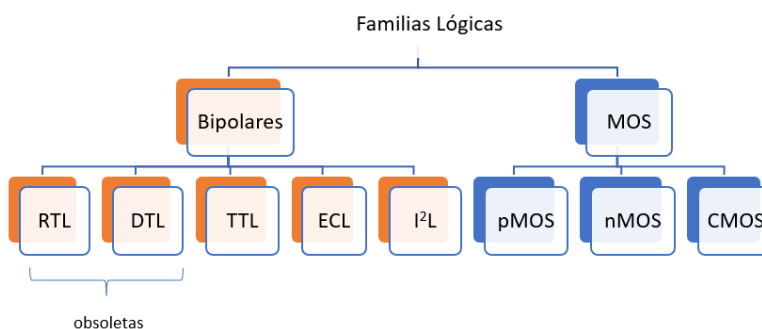 Familias Lógicas
Bipolares
MOS
RTL
DTL
TTL
ECL
I²L
pMOS
nMOS
CMOS
obsoletas